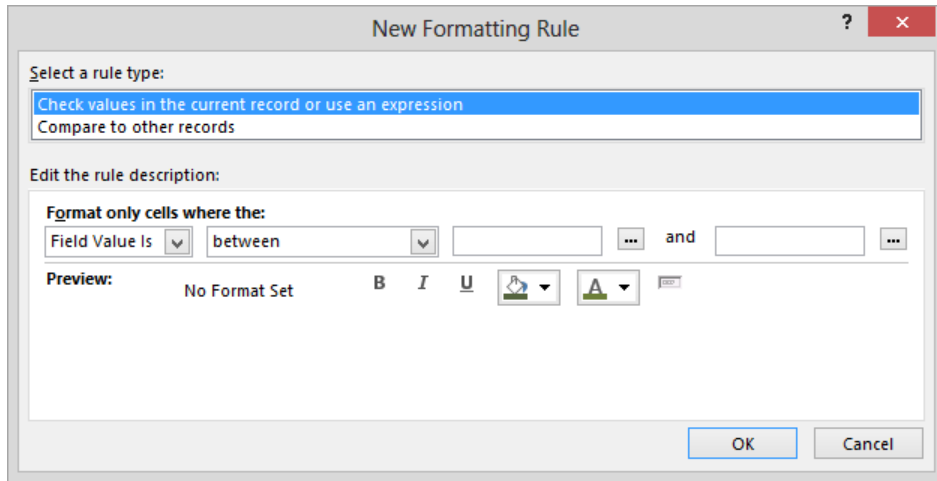 New Formatting Rule ? ×
Select a rule type:
Check values in the current record or use an expression
Compare to other records
Edit the rule description:
Format only cells where the:
Field Value Is between ... and ...
Preview: No Format Set B I U A
OK Cancel